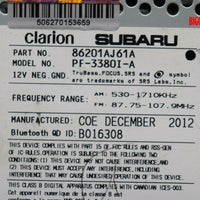 506270153659
BIG
Clarion SUBARU
PART NO. 86201AJ61A
MODEL NO. PF-3380I-A
12V NEG. GND. TruBass, FOCUS, SRS and symbol
are trademarks of SRS Labs, Inc.
FREQUENCY RANGE: AM 530-1710KHz
FM 87.75-107.9MHz
MANUFACTURED: COE DECEMBER 2012
Bluetooth QD ID: B016308
THIS DEVICE COMPLIES WITH PART 15 OF FCC RULES AND RSS-GEN
OF IC RULES. OPERATION IS SUBJECT TO THE FOLLOWING TWO
CONDITIONS: (1) THIS DEVICE MAY NOT CAUSE HARMFUL
INTERFERENCE, AND (2) THIS DEVICE MUST ACCEPT ANY
INTERFERENCE RECEIVED, INCLUDING INTERFERENCE THAT MAY
CAUSE UNDESIRED OPERATION.
THIS CLASS B DIGITAL APPARATUS COMPLIES WITH CANADIAN ICES-003.